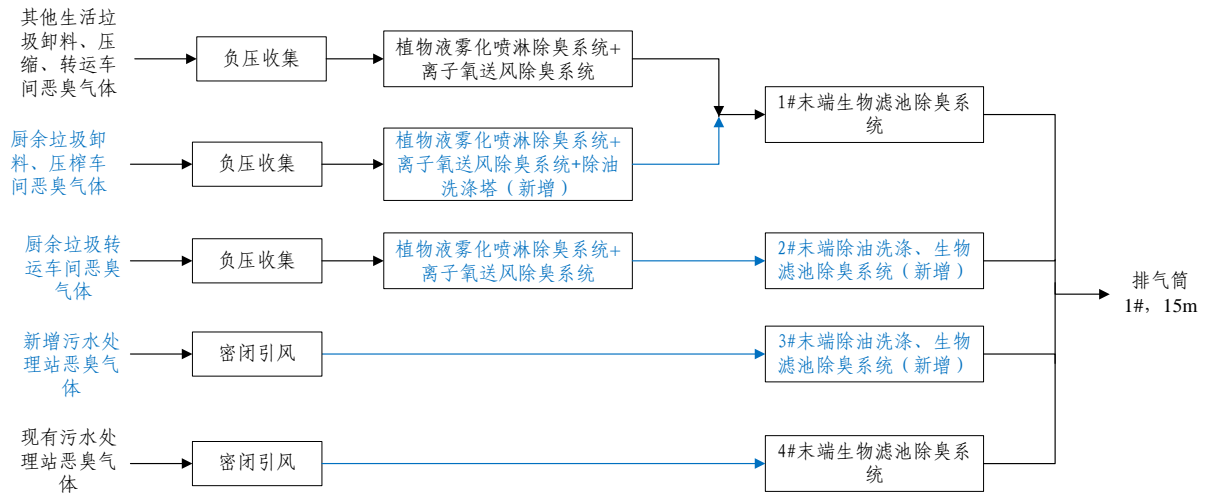 其他生活垃
圾卸料、压
缩、转运车
间恶臭气体
负压收集
植物液雾化喷淋除臭系统+
离子氧送风除臭系统
1#末端生物滤池除臭系
统
厨余垃圾卸
料、压榨车
间恶臭气体
负压收集
植物液雾化喷淋除臭系统+
离子氧送风除臭系统+除油
洗涤塔（新增）
厨余垃圾转
运车间恶臭
气体
负压收集
植物液雾化喷淋除臭系统+
离子氧送风除臭系统
2#末端除油洗涤、生物
滤池除臭系统（新增）
排气筒
1#，15m
新增污水处
理站恶臭气
体
密闭引风
3#末端除油洗涤、生物
滤池除臭系统（新增）
现有污水处
理站恶臭气
体
密闭引风
4#末端生物滤池除臭系
统